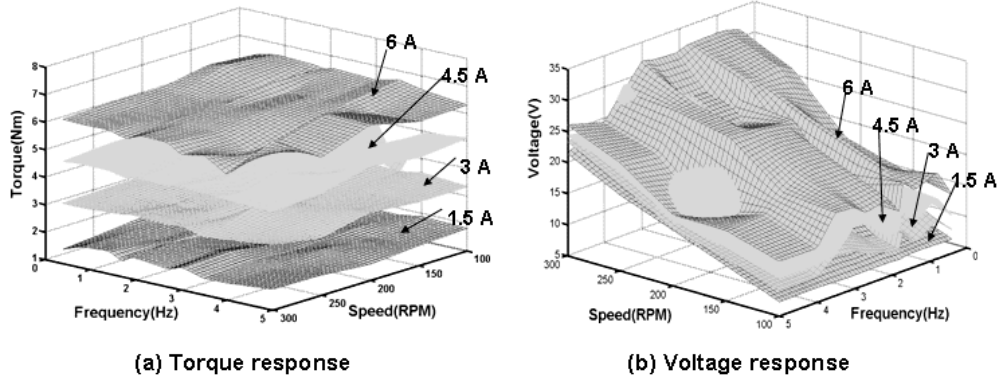 8
7
6
5
4
3
2
1
Torque(Nm)
0
1
2
3
4
5
Frequency(Hz)
300
250
200
150
100
Speed(RPM)
6 A
4.5 A
3 A
1.5 A
(a) Torque response
35
30
25
20
15
10
5
Voltage(V)
300
250
200
150
100
Speed(RPM)
5
4
3
2
1
0
Frequency(Hz)
6 A
4.5 A
3 A
1.5 A
(b) Voltage response